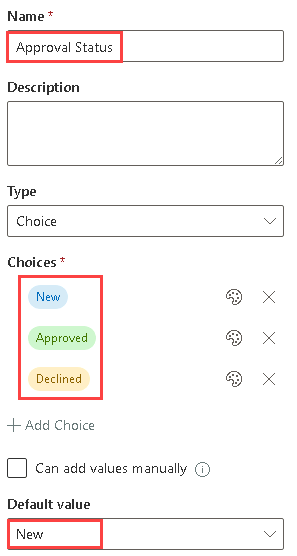 Name *
Approval Status
Description
Type
Choice
Choices *
New
Approved
Declined
+ Add Choice
Can add values manually
Default value
New